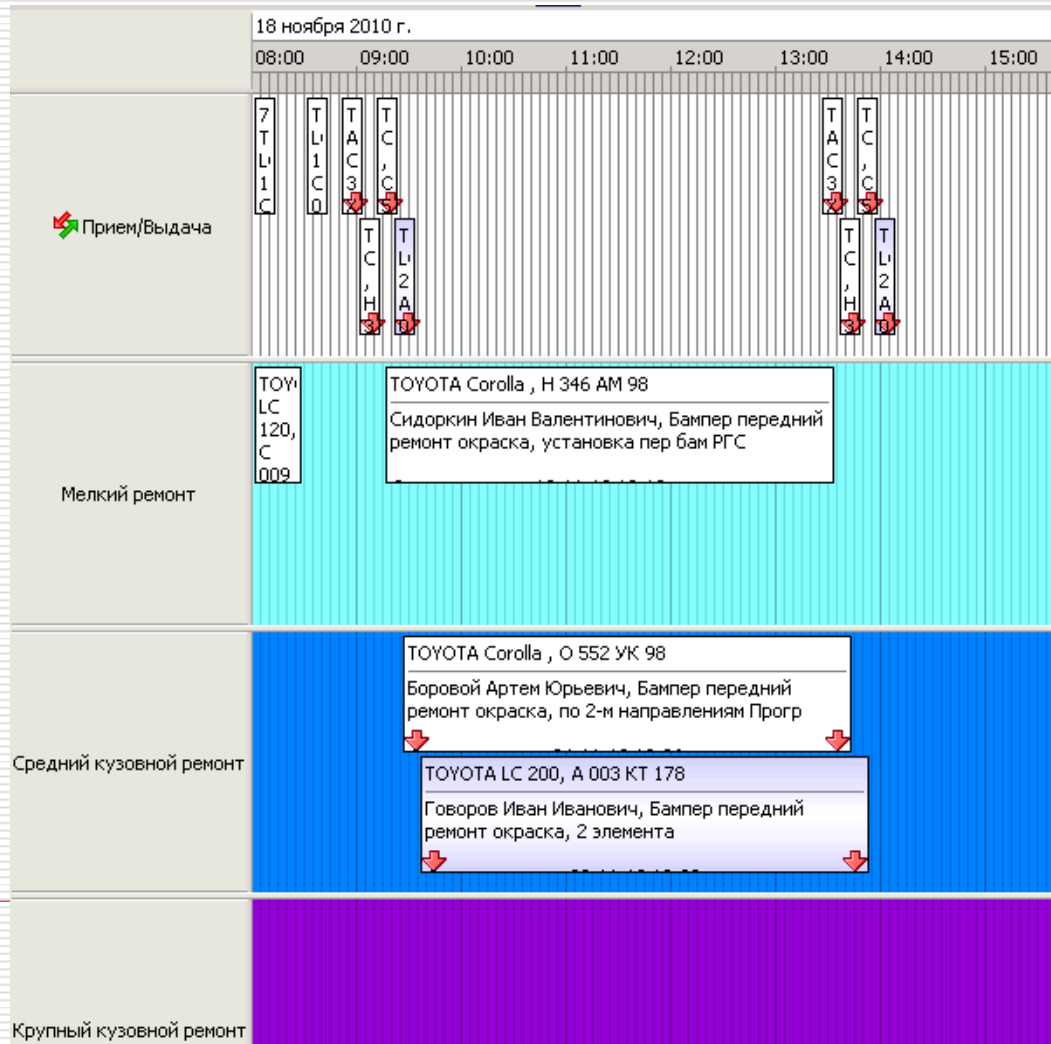 18 ноября 2010 г.
08:00 09:00 10:00 11:00 12:00 13:00 14:00 15:00
Прием/Выдача
Мелкий ремонт
TOYOTA Corolla , Н 346 АМ 98
Сидоркин Иван Валентинович, Бампер передний
ремонт окраска, установка пер бам РГС
LC
120,
С
009
Средний кузовной ремонт
TOYOTA Corolla , О 552 УК 98
Боровой Артем Юрьевич, Бампер передний
ремонт окраска, по 2-м направлениям Прогр
TOYOTA LC 200, А 003 КТ 178
Говоров Иван Иванович, Бампер передний
ремонт окраска, 2 элемента
Крупный кузовной ремонт